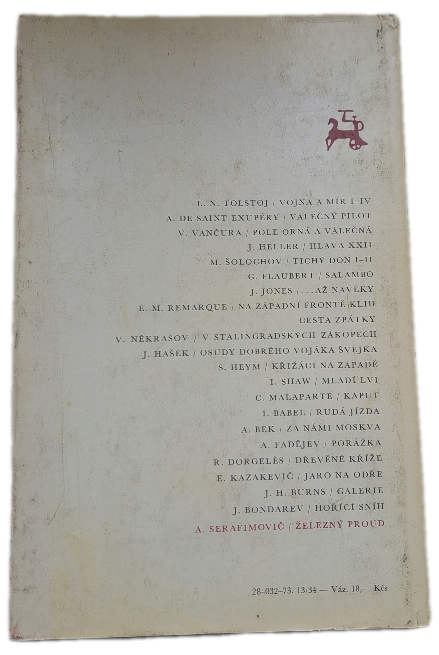 L. N. TOLSTOJ / VOJNA A MÍR I–IV
A. DE SAINT-EXUPÉRY / VÁLEČNÝ PILOT
V. VANČURA / POLE ORNÁ A VÁLEČNÁ
J. HELLER / HLAVA XXII
M. ŠOLOCHOV / TICHÝ DON I–II
G. FLAUBERT / SALAMBO
J. JONES / ...AŽ NAVĚKY
E. M. REMARQUE / NA ZÁPADNÍ FRONTĚ KLID
CESTA ZPÁTKY
V. NĚKRASOV / V STALINGRADSKÝCH ZÁKOPECH
J. HAŠEK / OSUDY DOBRÉHO VOJÁKA ŠVEJKA
S. HEYM / KŘIŽÁCI NA ZÁPADĚ
I. SHAW / MLADÍ LVI
C. MALAPARTE / KAPUT
I. BABEL / RUDÁ JÍZDA
A. BEK / ZA NÁMI MOSKVA
A. FADĚJEV / PORÁŽKA
R. DORGELÈS / DŘEVĚNÉ KŘÍŽE
E. KAZAKEVIČ / JARO NA ODŘE
J. H. BURNS / GALERIE
J. BONDAREV / HOŘÍCÍ SNÍH
A. SERAFIMOVIČ / ŽELEZNÝ PROUD
28–032–73. 13/34 — Váz. 18,– Kčs